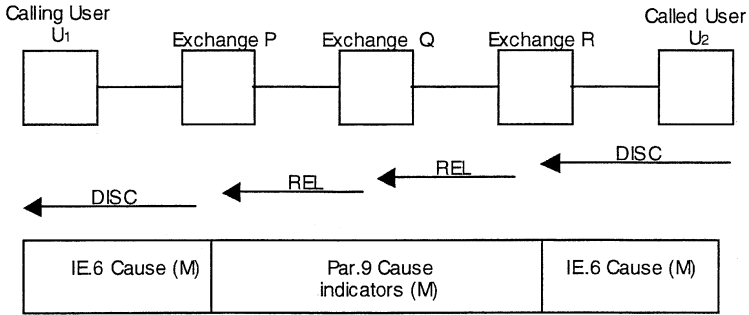 Calling User
U1
Exchange P
Exchange Q
Exchange R
Called User
U2
DISC
REL
REL
DISC
IE.6 Cause (M)
Par.9 Cause
indicators (M)
IE.6 Cause (M)